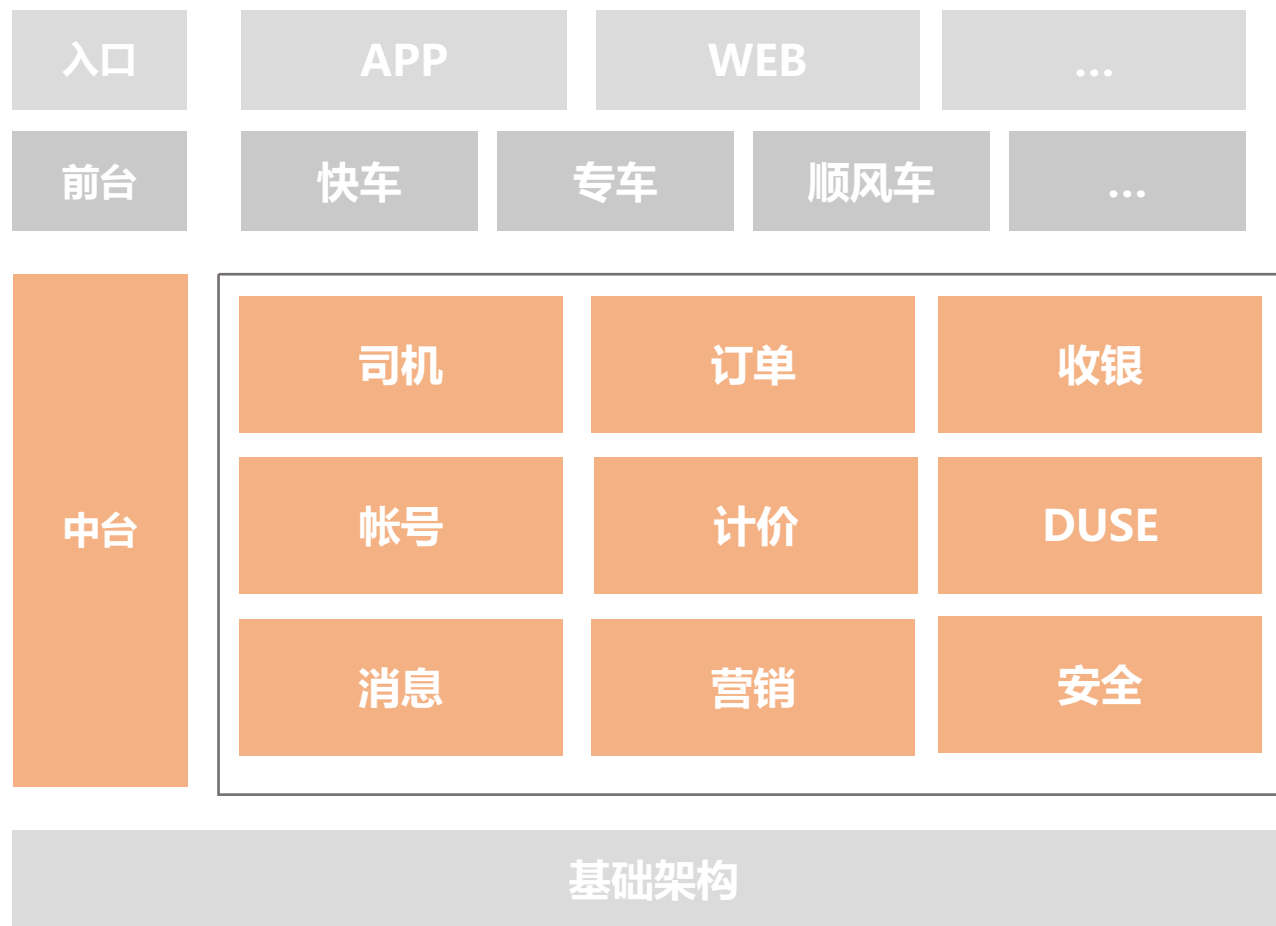 入口
APP
WEB
...
前台
快车
专车
顺风车
...
中台
司机
订单
收银
帐号
计价
DUSE
消息
营销
安全
基础架构